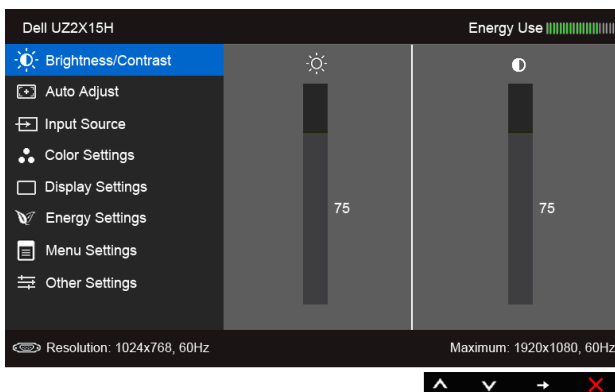 Dell UZ2X15H Energy Use
Brightness/Contrast
Auto Adjust
Input Source
Color Settings
Display Settings
75 75
Energy Settings
Menu Settings
Other Settings
Resolution: 1024x768, 60Hz Maximum: 1920x1080, 60Hz